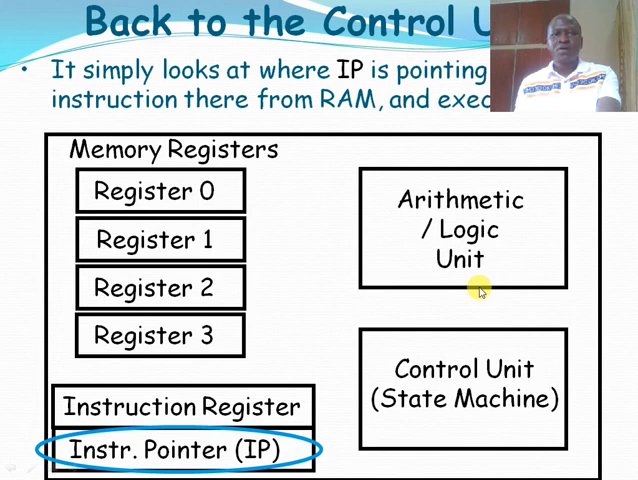 Back to the Control
It simply looks at where IP is pointing
instruction there from RAM, and
Memory Registers
Register 0
Register 1
Register 2
Register 3
Instruction Register
Instr. Pointer (IP)
Arithmetic
/ Logic
Unit
Control Unit
(State Machine)